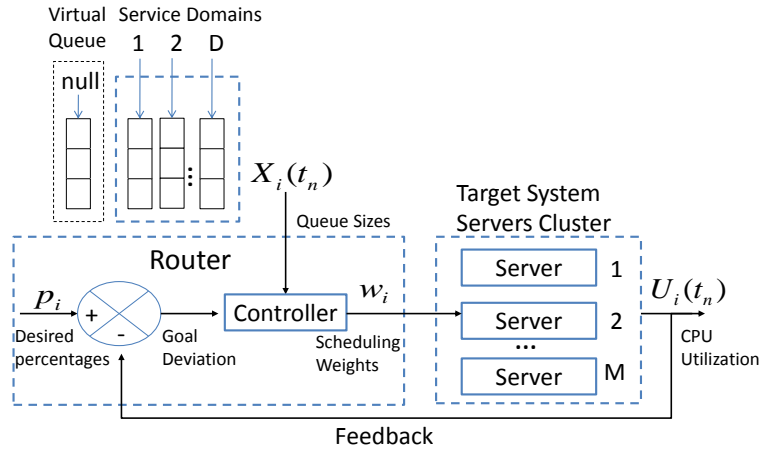 Virtual
Queue
Service Domains
1 2 D
null
...
X_i(t_n)
Queue Sizes
Target System
Servers Cluster
Router
p_i
+
-
Desired
percentages
Goal
Deviation
Controller
w_i
Scheduling
Weights
Server 1
Server 2
...
Server M
U_i(t_n)
CPU
Utilization
Feedback